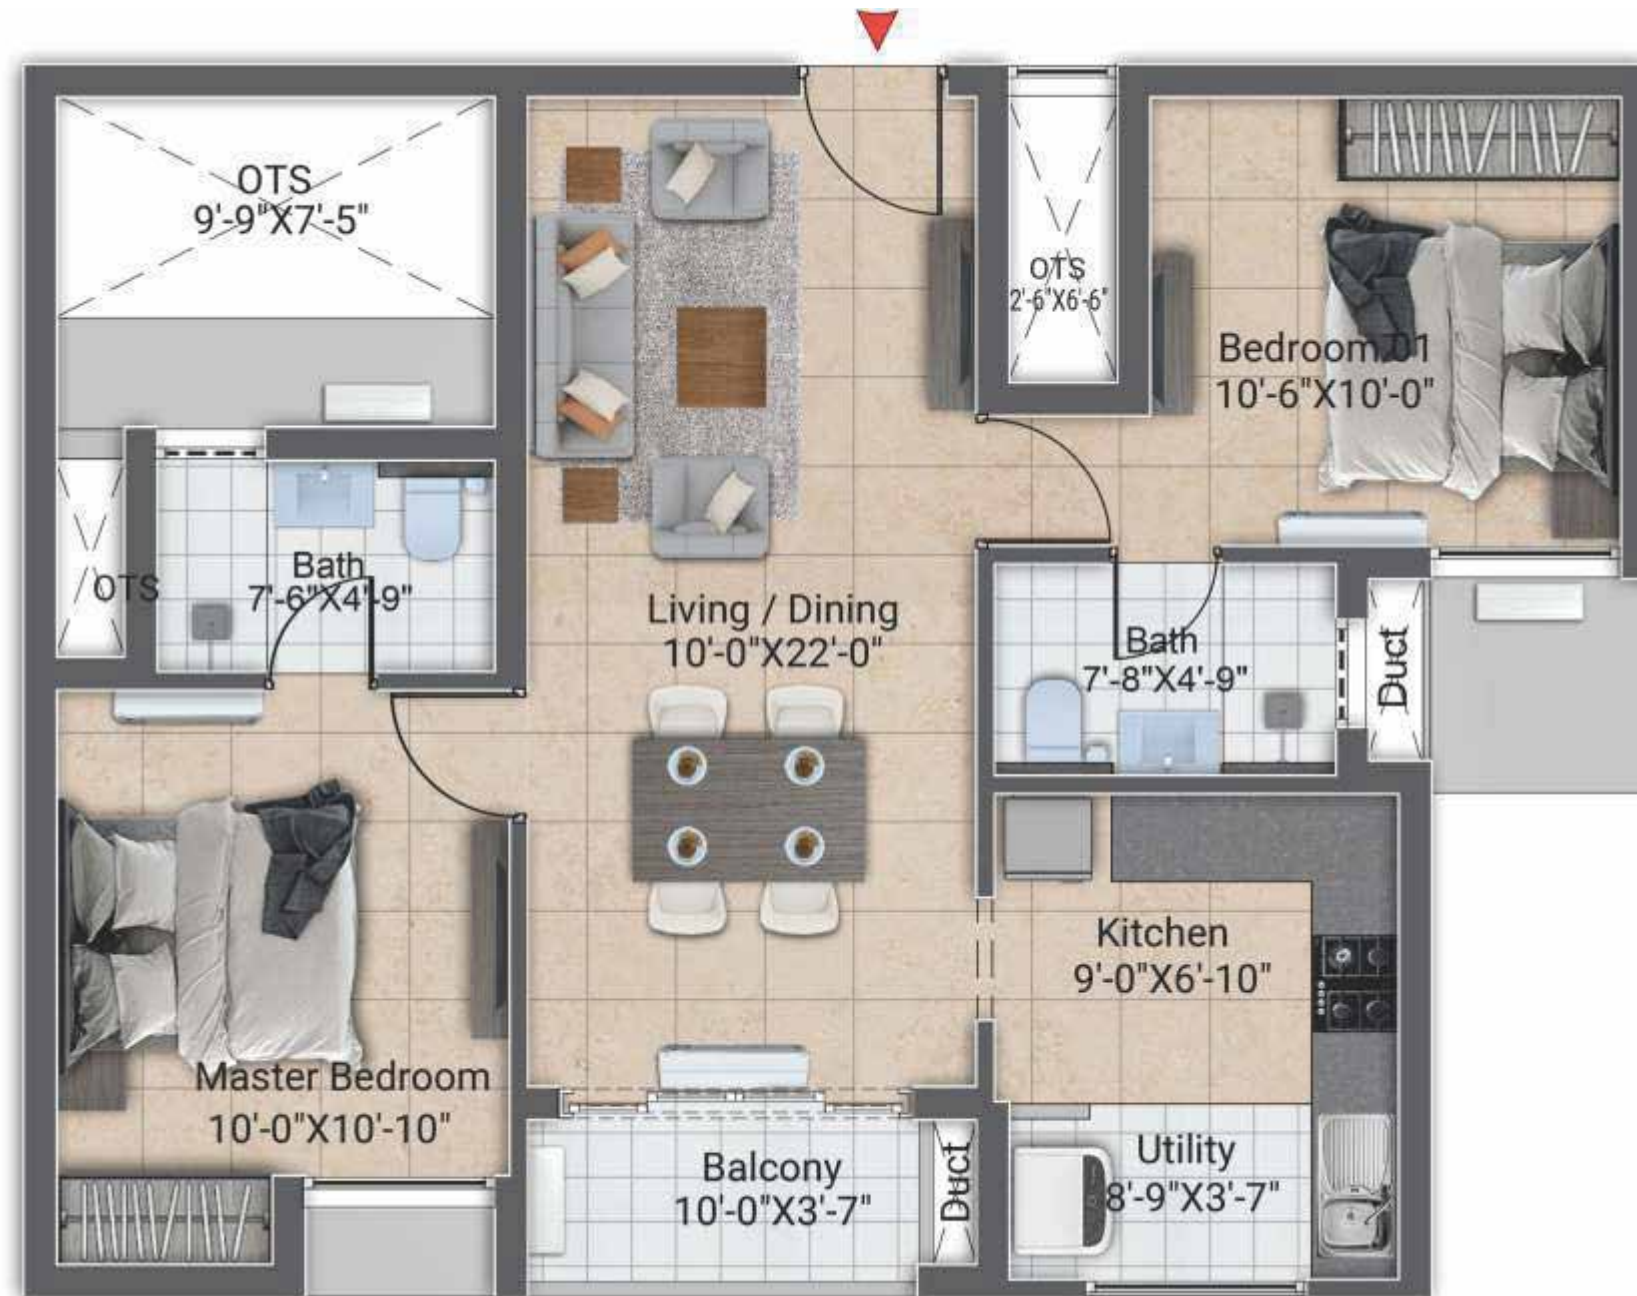 OTS
9'-9"X7'-5"
OTS
2'-6"X6'-6"
Bedroom 01
10'-6"X10'-0"
Bath
7'-6"X4'-9"
OTS
Living / Dining
10'-0"X22'-0"
Bath
7'-8"X4'-9"
Duct
Kitchen
9'-0"X6'-10"
Master Bedroom
10'-0"X10'-10"
Balcony
10'-0"X3'-7"
Duct
Utility
8'-9"X3'-7"